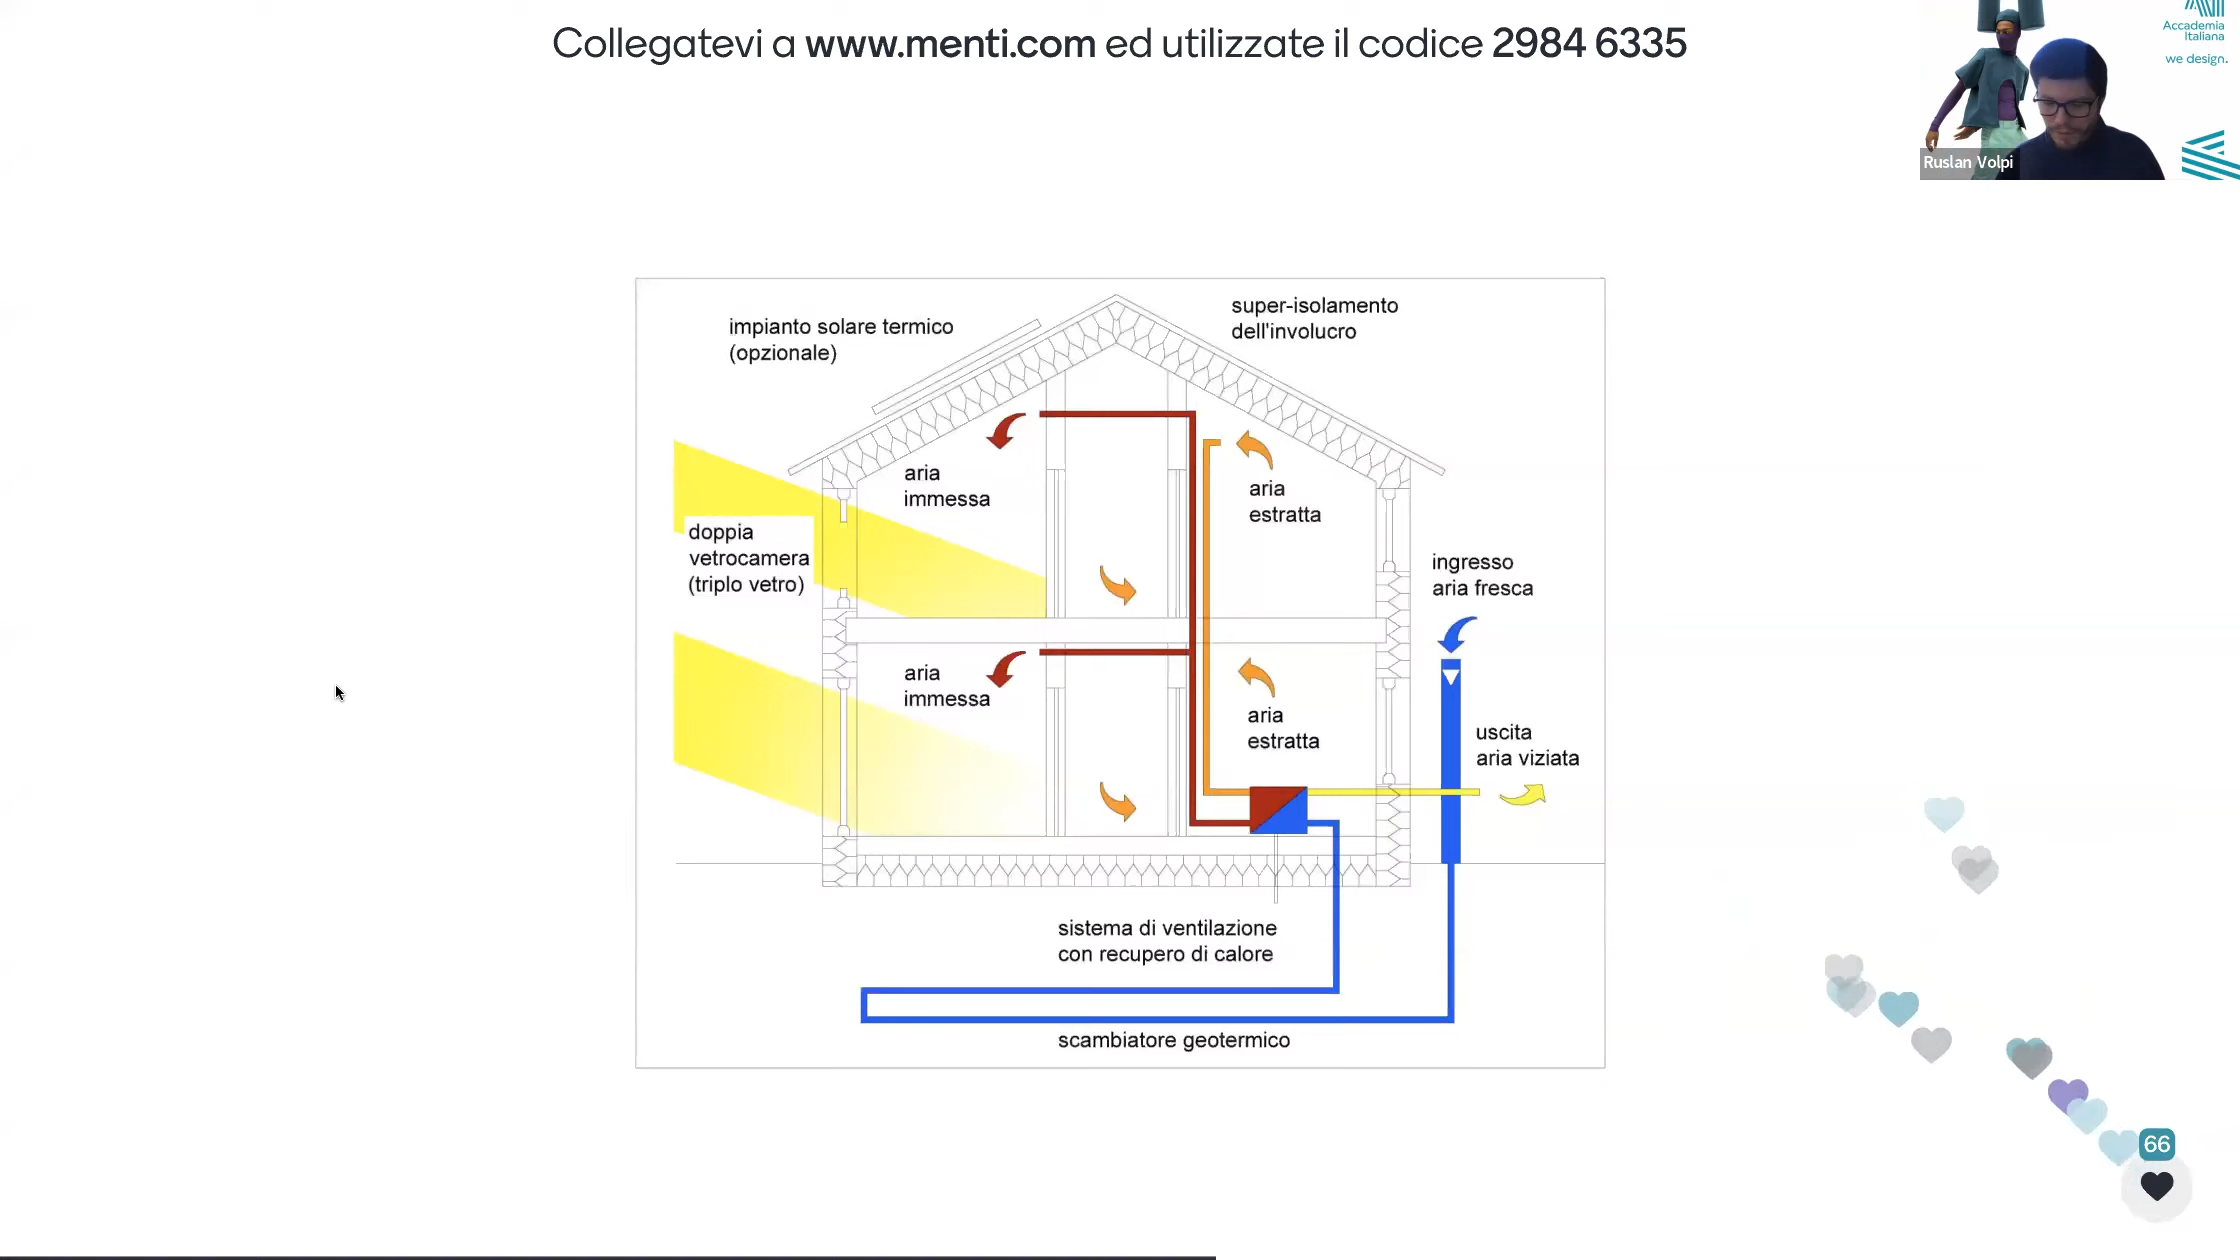 Collegatevi a www.menti.com ed utilizzate il codice 2984 6335
Accademia
Italiana
we design.
Ruslan Volpi
impianto solare termico
(opzionale)
super-isolamento
dell'involucro
aria
immessa
aria
estratta
doppia
vetrocamera
(triplo vetro)
ingresso
aria fresca
aria
immessa
aria
estratta
uscita
aria viziata
sistema di ventilazione
con recupero di calore
scambiatore geotermico
66